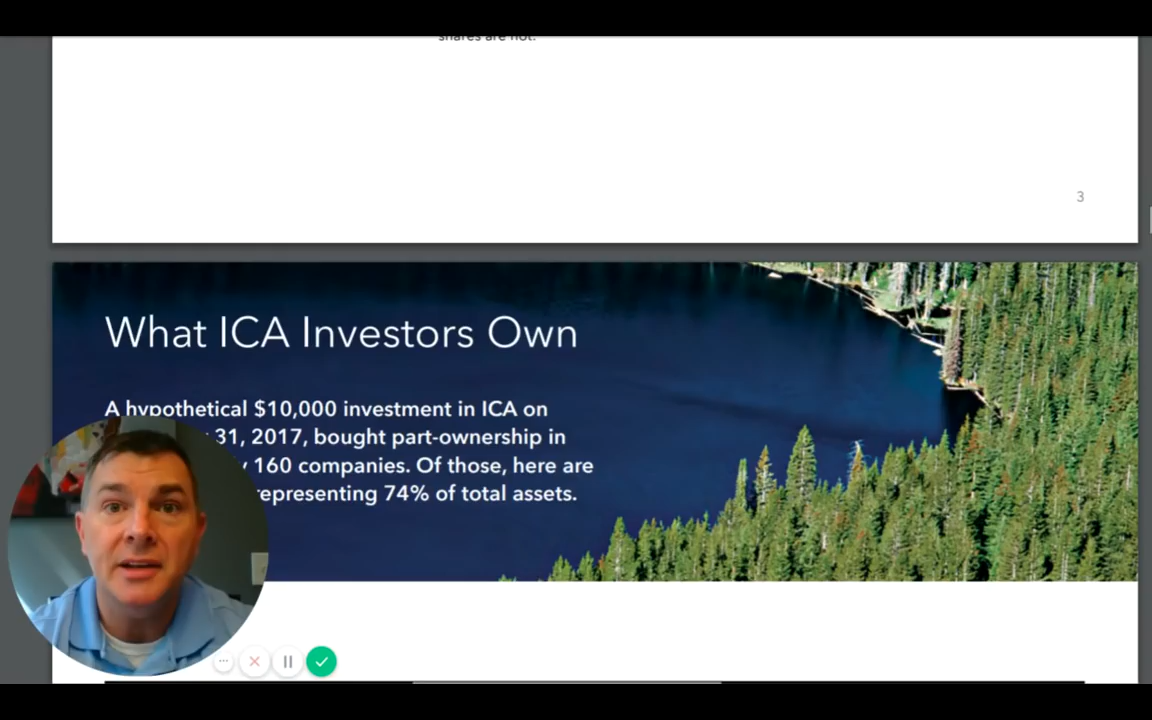 shares are not.
3
What ICA Investors Own
A hypothetical $10,000 investment in ICA on
31, 2017, bought part-ownership in
160 companies. Of those, here are
representing 74% of total assets.